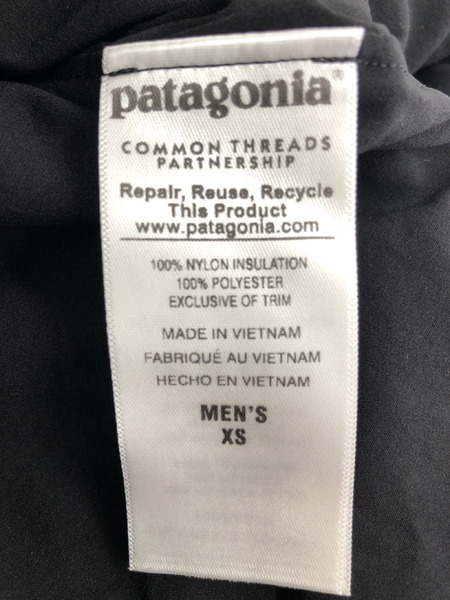 patagonia®
COMMON THREADS
PARTNERSHIP
Repair, Reuse, Recycle
This Product
www.patagonia.com
100% NYLON INSULATION
100% POLYESTER
EXCLUSIVE OF TRIM
MADE IN VIETNAM
FABRIQUÉ AU VIETNAM
HECHO EN VIETNAM
MEN'S
XS